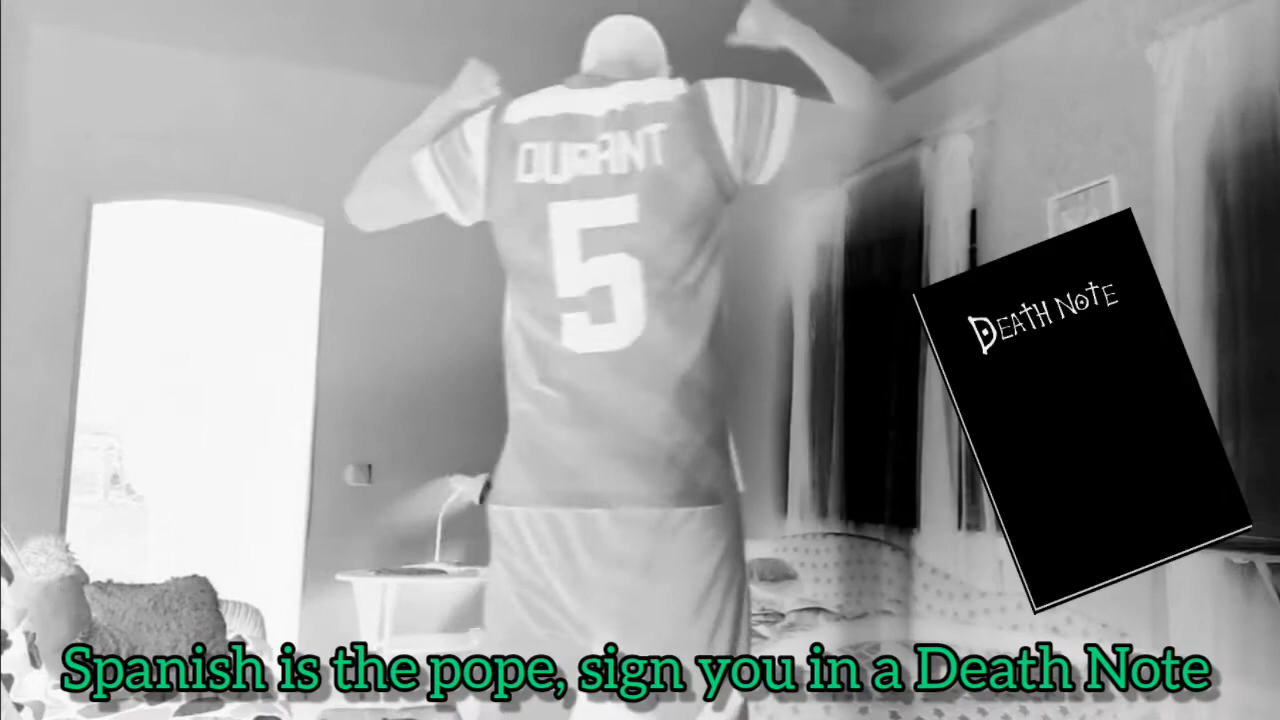 DURANT
5
DEATH NOTE
Spanish is the pope, sign you in a Death Note